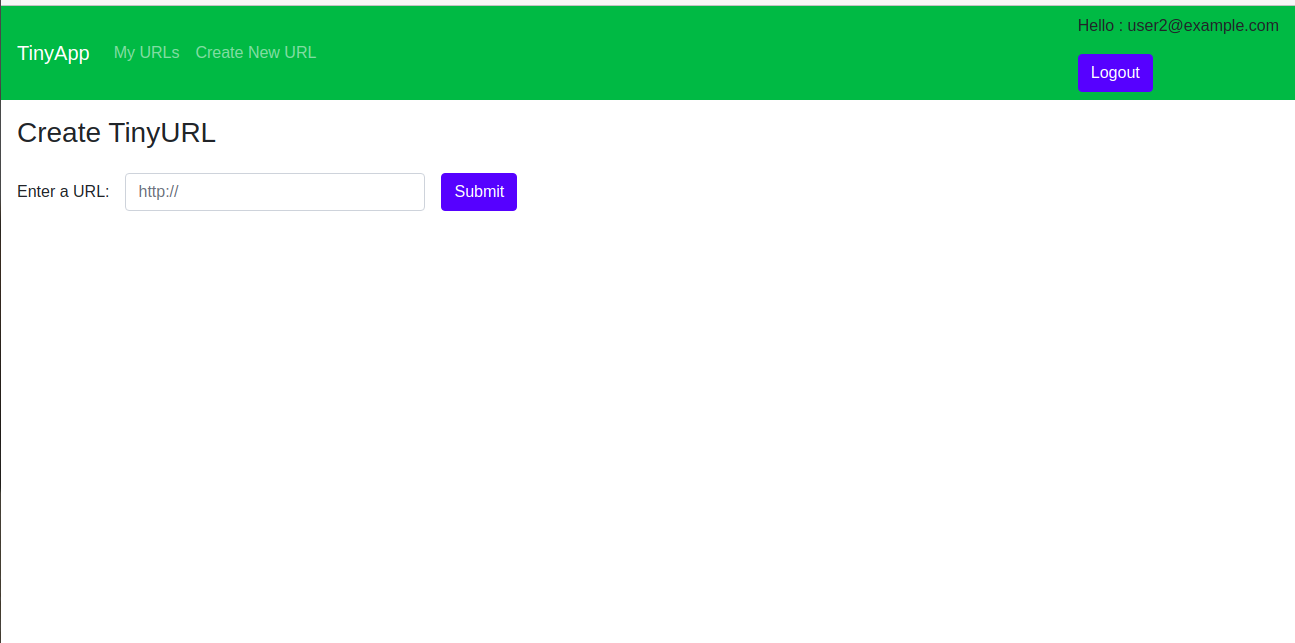 Hello : user2@example.com
TinyApp My URLs Create New URL
Logout
Create TinyURL
Enter a URL: http:// Submit